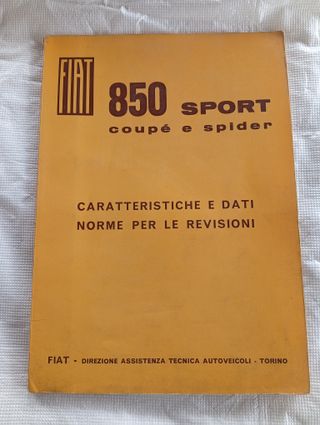 FIAT
850 SPORT
coupé e spider
CARATTERISTICHE E DATI
NORME PER LE REVISIONI
FIAT - DIREZIONE ASSISTENZA TECNICA AUTOVEICOLI - TORINO